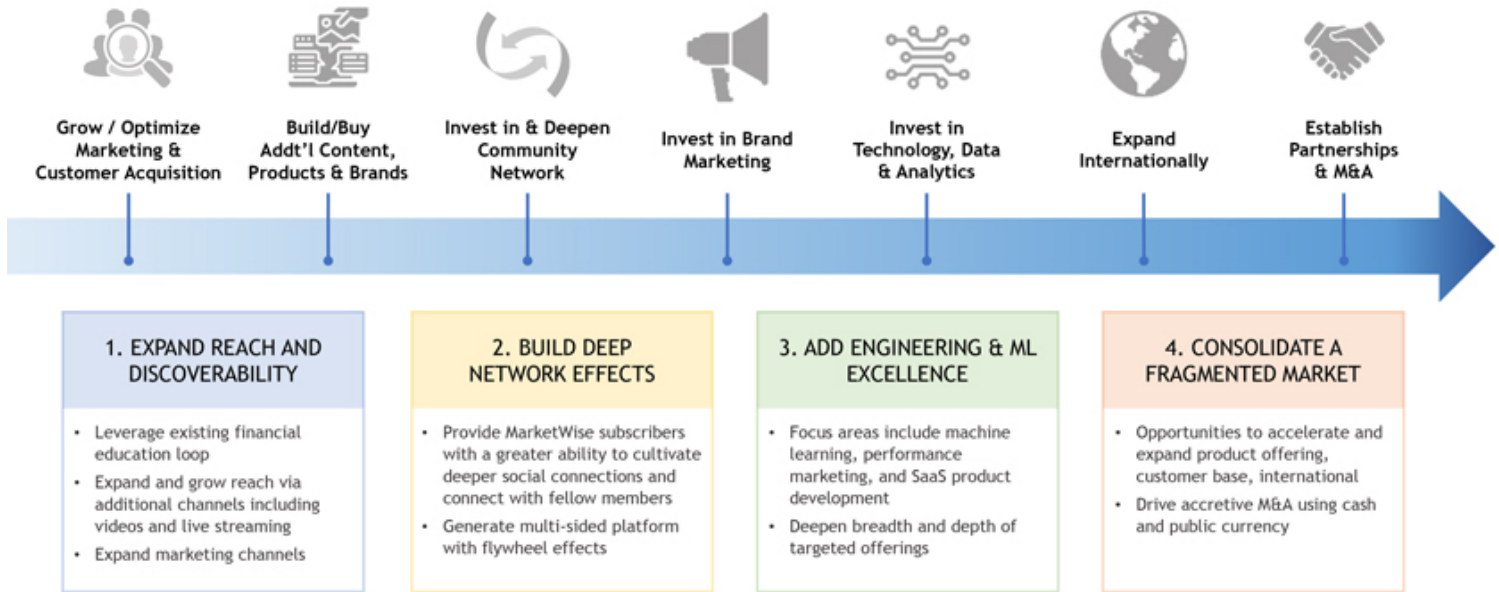 Grow / Optimize
Marketing &
Customer Acquisition
Build/Buy
Addt'l Content,
Products & Brands
Invest in & Deepen
Community
Network
Invest in Brand
Marketing
Invest in
Technology, Data
& Analytics
Expand
Internationally
Establish
Partnerships
& M&A
1. EXPAND REACH AND
DISCOVERABILITY
• Leverage existing financial
education loop
• Expand and grow reach via
additional channels including
videos and live streaming
• Expand marketing channels
2. BUILD DEEP
NETWORK EFFECTS
• Provide MarketWise subscribers
with a greater ability to cultivate
deeper social connections and
connect with fellow members
• Generate multi-sided platform
with flywheel effects
3. ADD ENGINEERING & ML
EXCELLENCE
• Focus areas include machine
learning, performance
marketing, and SaaS product
development
• Deepen breadth and depth of
targeted offerings
4. CONSOLIDATE A
FRAGMENTED MARKET
• Opportunities to accelerate and
expand product offering,
customer base, international
• Drive accretive M&A using cash
and public currency